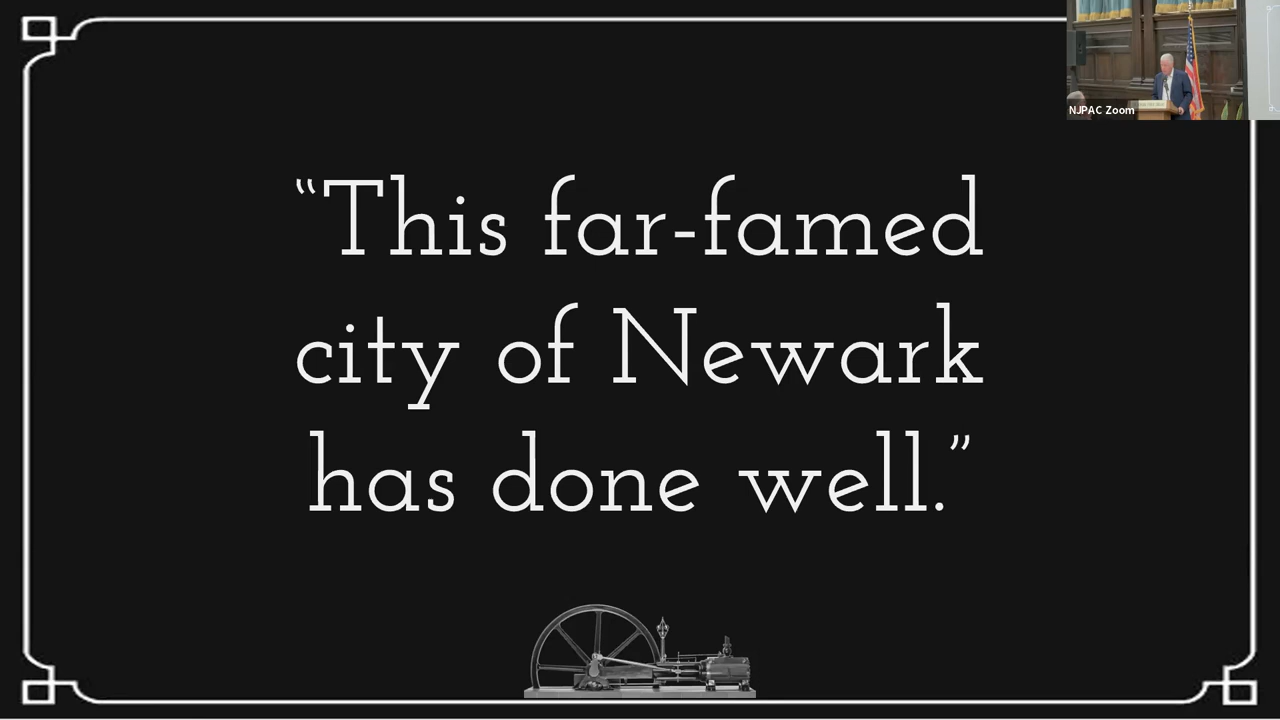 “This far-famed
city of Newark
has done well.”
NJPAC Zoom